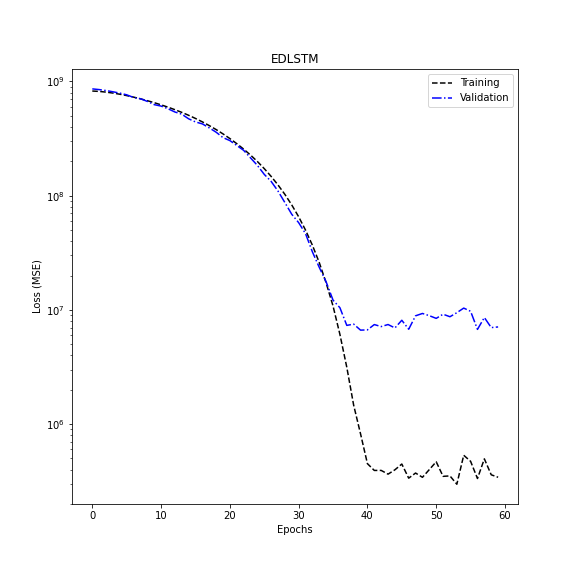 EDLSTM
Training
Validation
10⁹
10⁸
10⁷
10⁶
Loss (MSE)
0 10 20 30 40 50 60
Epochs